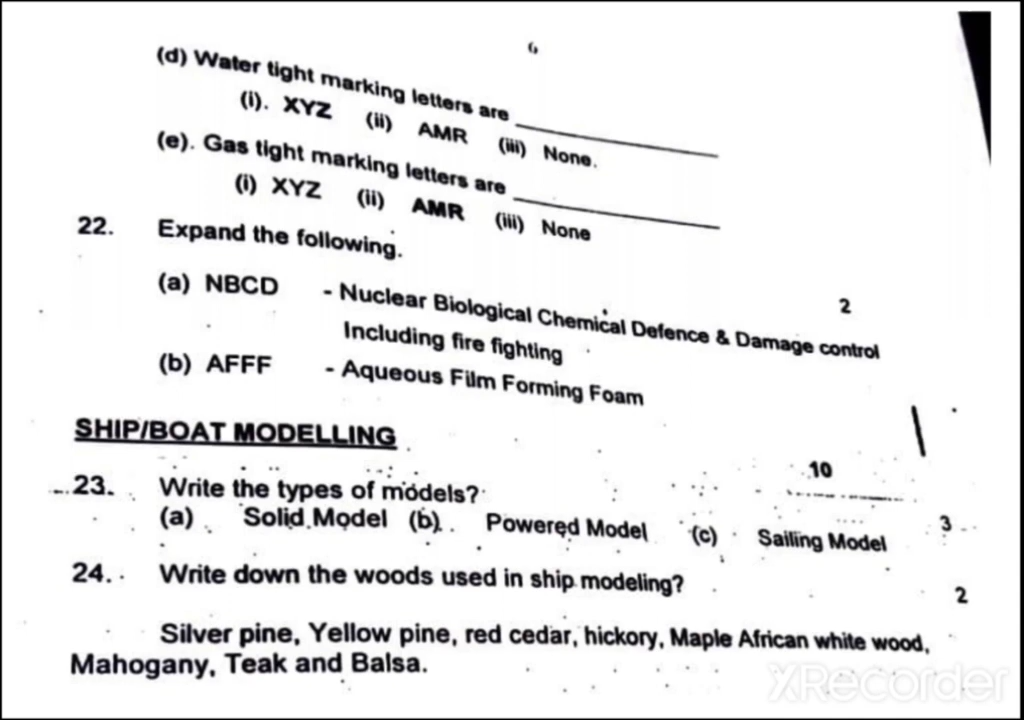 6
(d) Water tight marking letters are ____________
(i). XYZ (ii) AMR (iii) None.
(e). Gas tight marking letters are ____________
(i) XYZ (ii) AMR (iii) None
22. Expand the following. 2
(a) NBCD - Nuclear Biological Chemical Defence & Damage control
Including fire fighting
(b) AFFF - Aqueous Film Forming Foam
SHIP/BOAT MODELLING
10
23. Write the types of models? 3
(a) Solid Model (b). Powered Model (c) Sailing Model
24. Write down the woods used in ship modeling? 2
Silver pine, Yellow pine, red cedar, hickory, Maple African white wood,
Mahogany, Teak and Balsa.
XRecorder